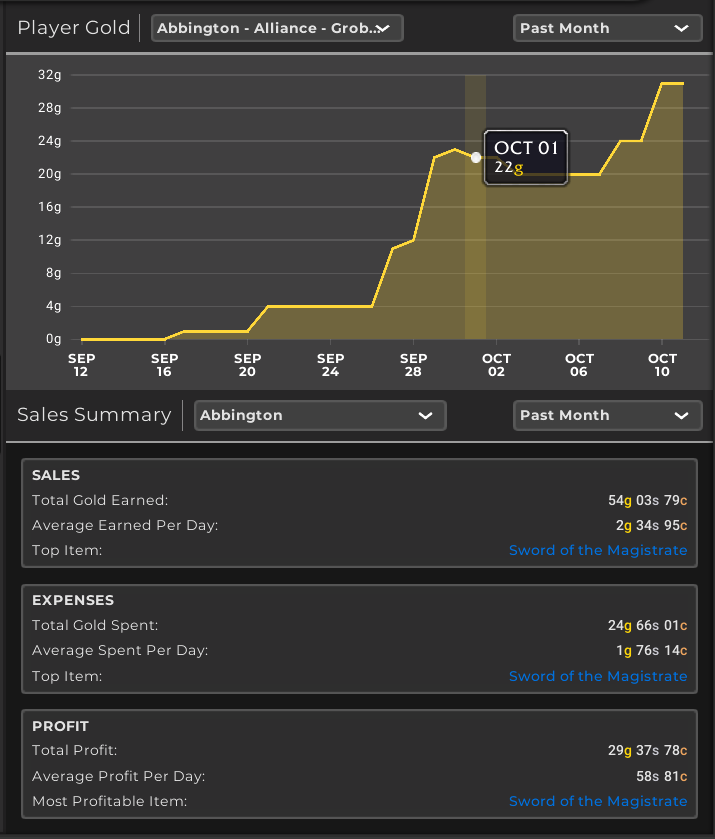 Player Gold Abbington - Alliance - Grob... Past Month
32g
28g
24g
20g
16g
12g
8g
4g
0g
OCT 01
22g
SEP 12 SEP 16 SEP 20 SEP 24 SEP 28 OCT 02 OCT 06 OCT 10
Sales Summary Abbington Past Month
SALES
Total Gold Earned: 54g 03s 79c
Average Earned Per Day: 2g 34s 95c
Top Item: Sword of the Magistrate
EXPENSES
Total Gold Spent: 24g 66s 01c
Average Spent Per Day: 1g 76s 14c
Top Item: Sword of the Magistrate
PROFIT
Total Profit: 29g 37s 78c
Average Profit Per Day: 58s 81c
Most Profitable Item: Sword of the Magistrate